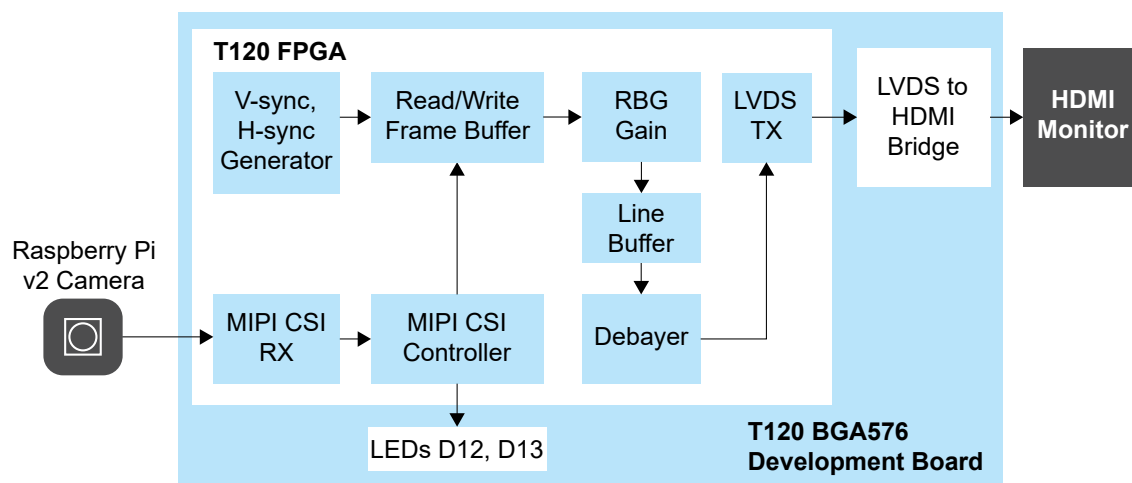 T120 FPGA
V-sync,
H-sync
Generator
Read/Write
Frame Buffer
RBG
Gain
LVDS
TX
LVDS to
HDMI
Bridge
HDMI
Monitor
Line
Buffer
Raspberry Pi
v2 Camera
MIPI CSI
RX
MIPI CSI
Controller
Debayer
LEDs D12, D13
T120 BGA576
Development Board